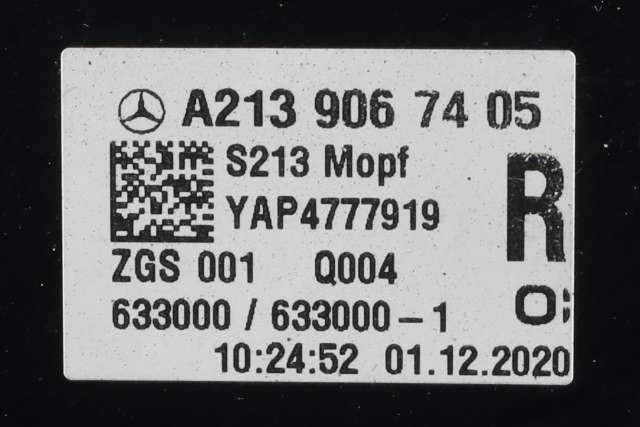 A213 906 74 05
S213 Mopf
YAP4777919
R
ZGS 001 Q004
633000 / 633000-1
10:24:52 01.12.2020